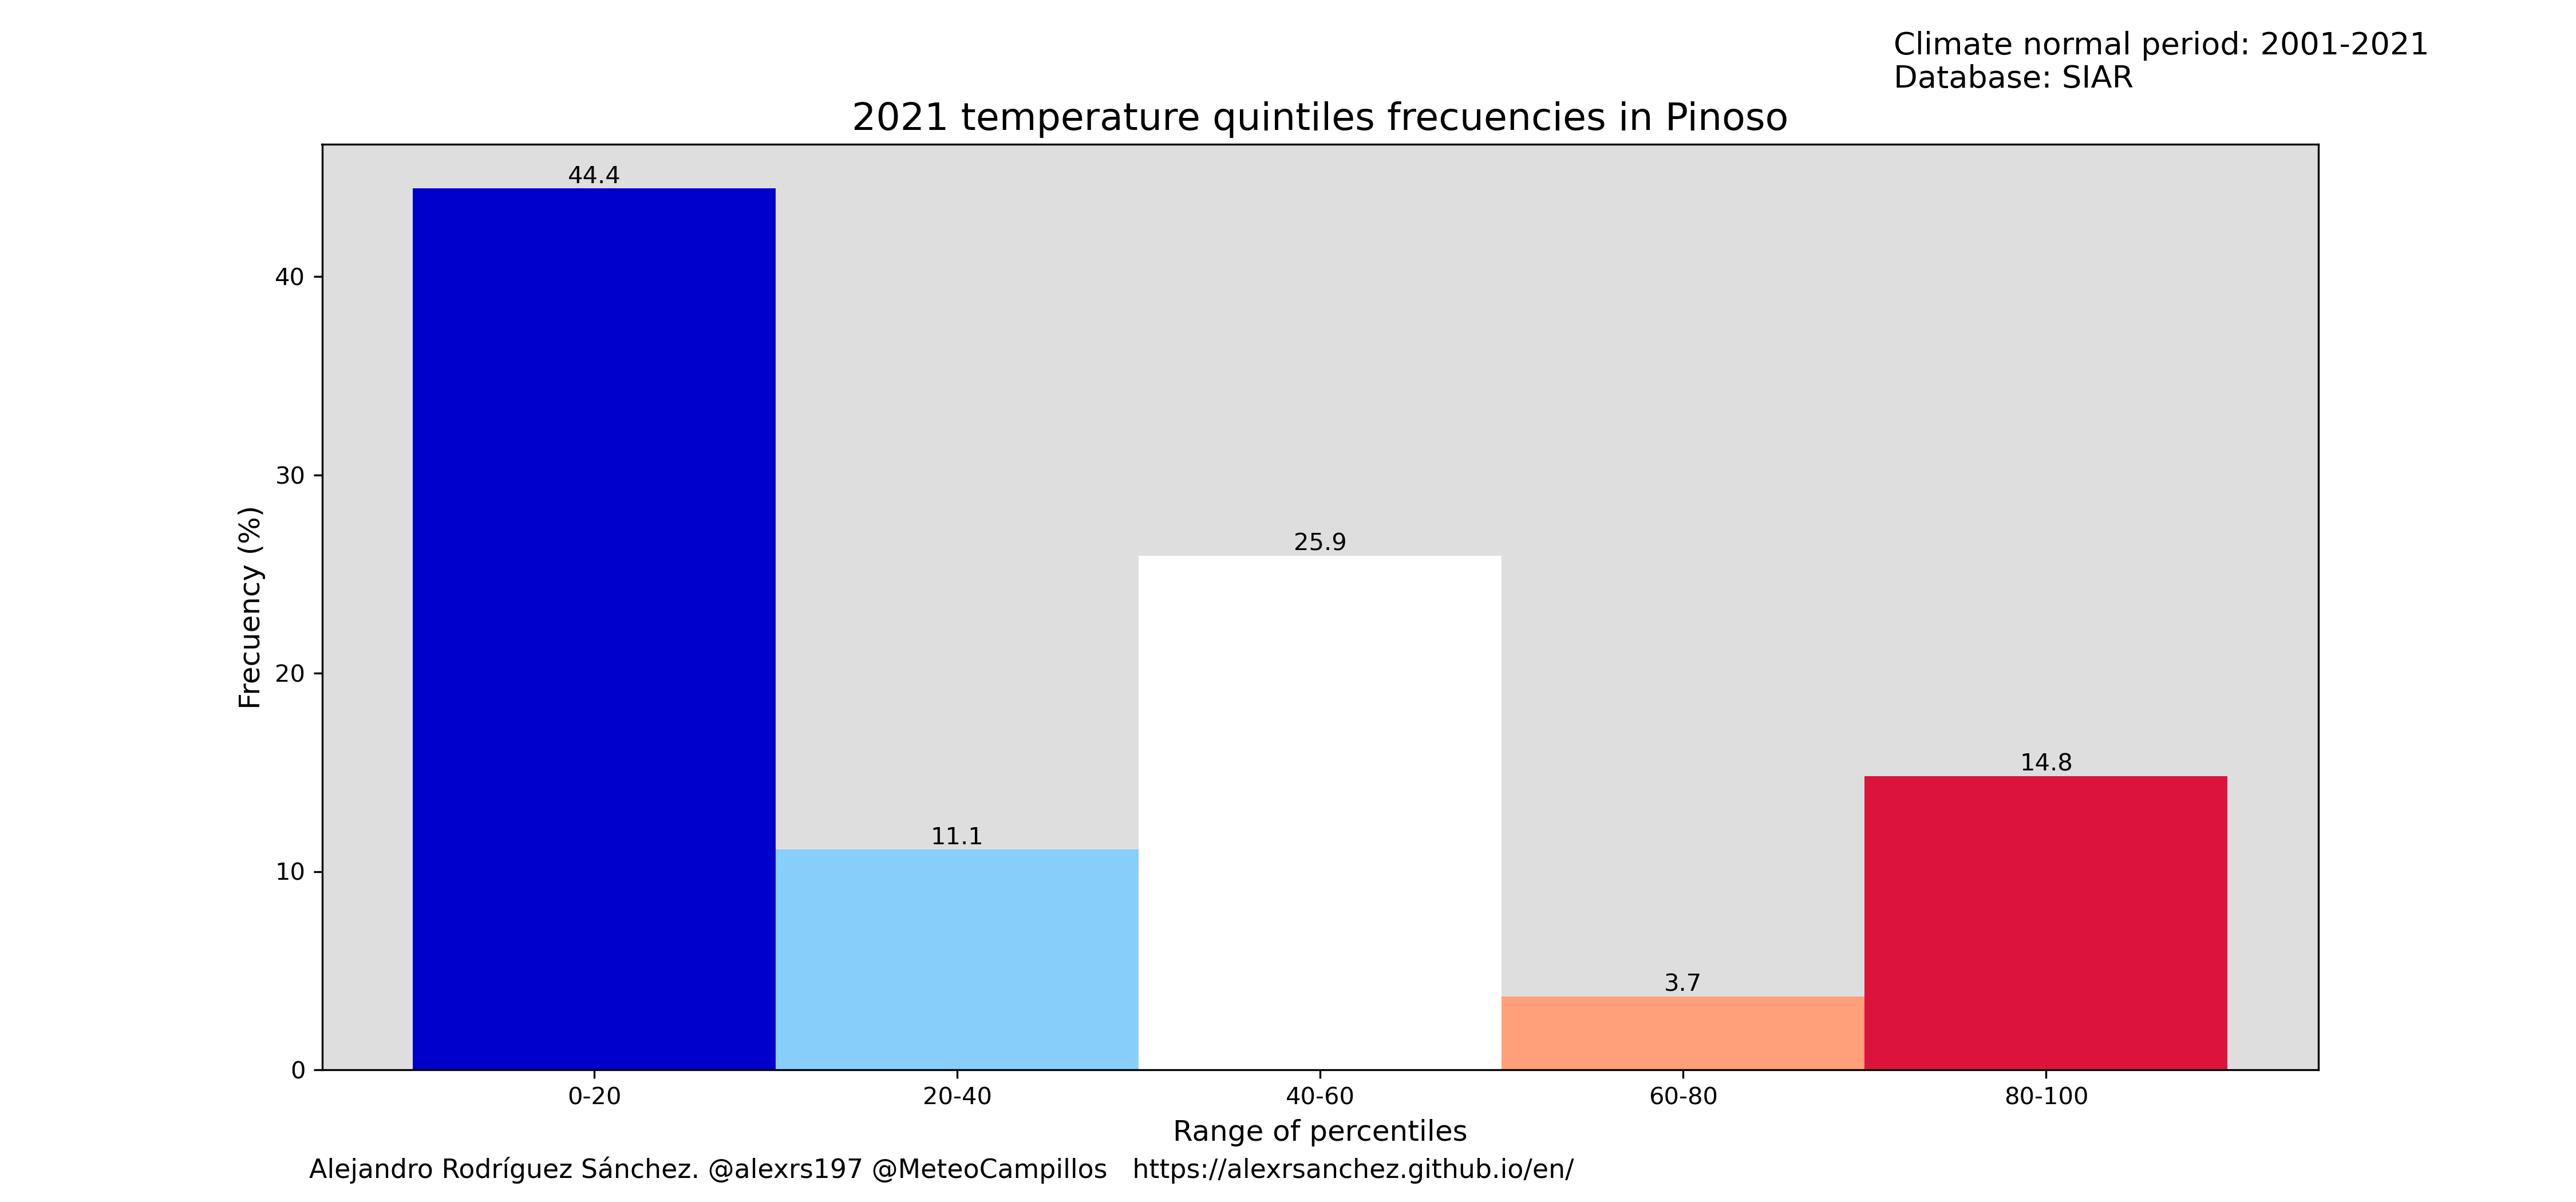 Climate normal period: 2001-2021
Database: SIAR
2021 temperature quintiles frecuencies in Pinoso
Frecuency (%)
40
30
20
10
0
44.4
11.1
25.9
3.7
14.8
0-20
20-40
40-60
60-80
80-100
Range of percentiles
Alejandro Rodríguez Sánchez. @alexrs197 @MeteoCampillos   https://alexrsanchez.github.io/en/